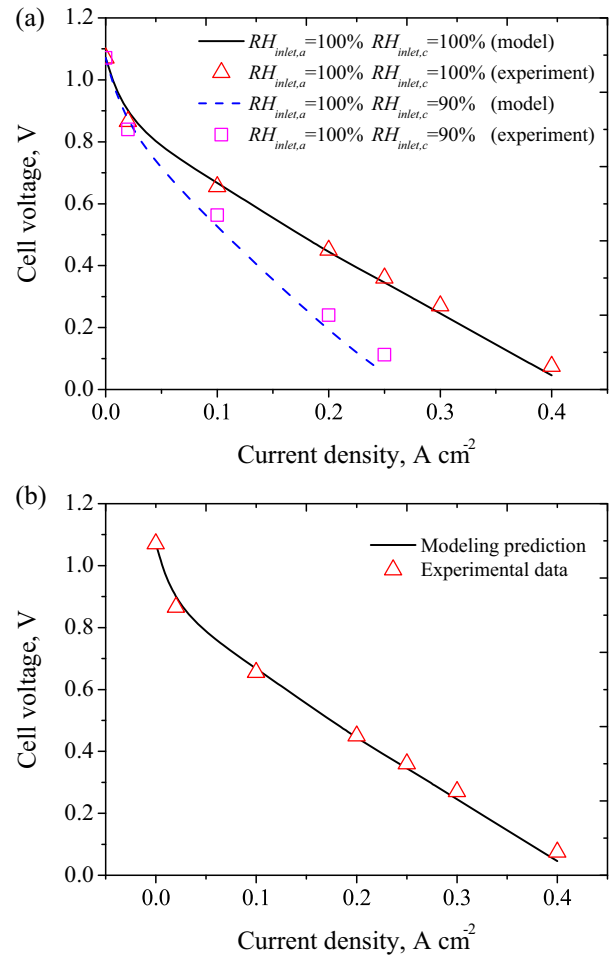 (a)
1.2
1.0
0.8
0.6
0.4
0.2
0.0
Cell voltage, V
RH_inlet,a=100% RH_inlet,c=100% (model)
RH_inlet,a=100% RH_inlet,c=100% (experiment)
RH_inlet,a=100% RH_inlet,c=90% (model)
RH_inlet,a=100% RH_inlet,c=90% (experiment)
0.0 0.1 0.2 0.3 0.4
Current density, A cm⁻²
(b)
1.2
1.0
0.8
0.6
0.4
0.2
0.0
Cell voltage, V
Modeling prediction
Experimental data
0.0 0.1 0.2 0.3 0.4
Current density, A cm⁻²